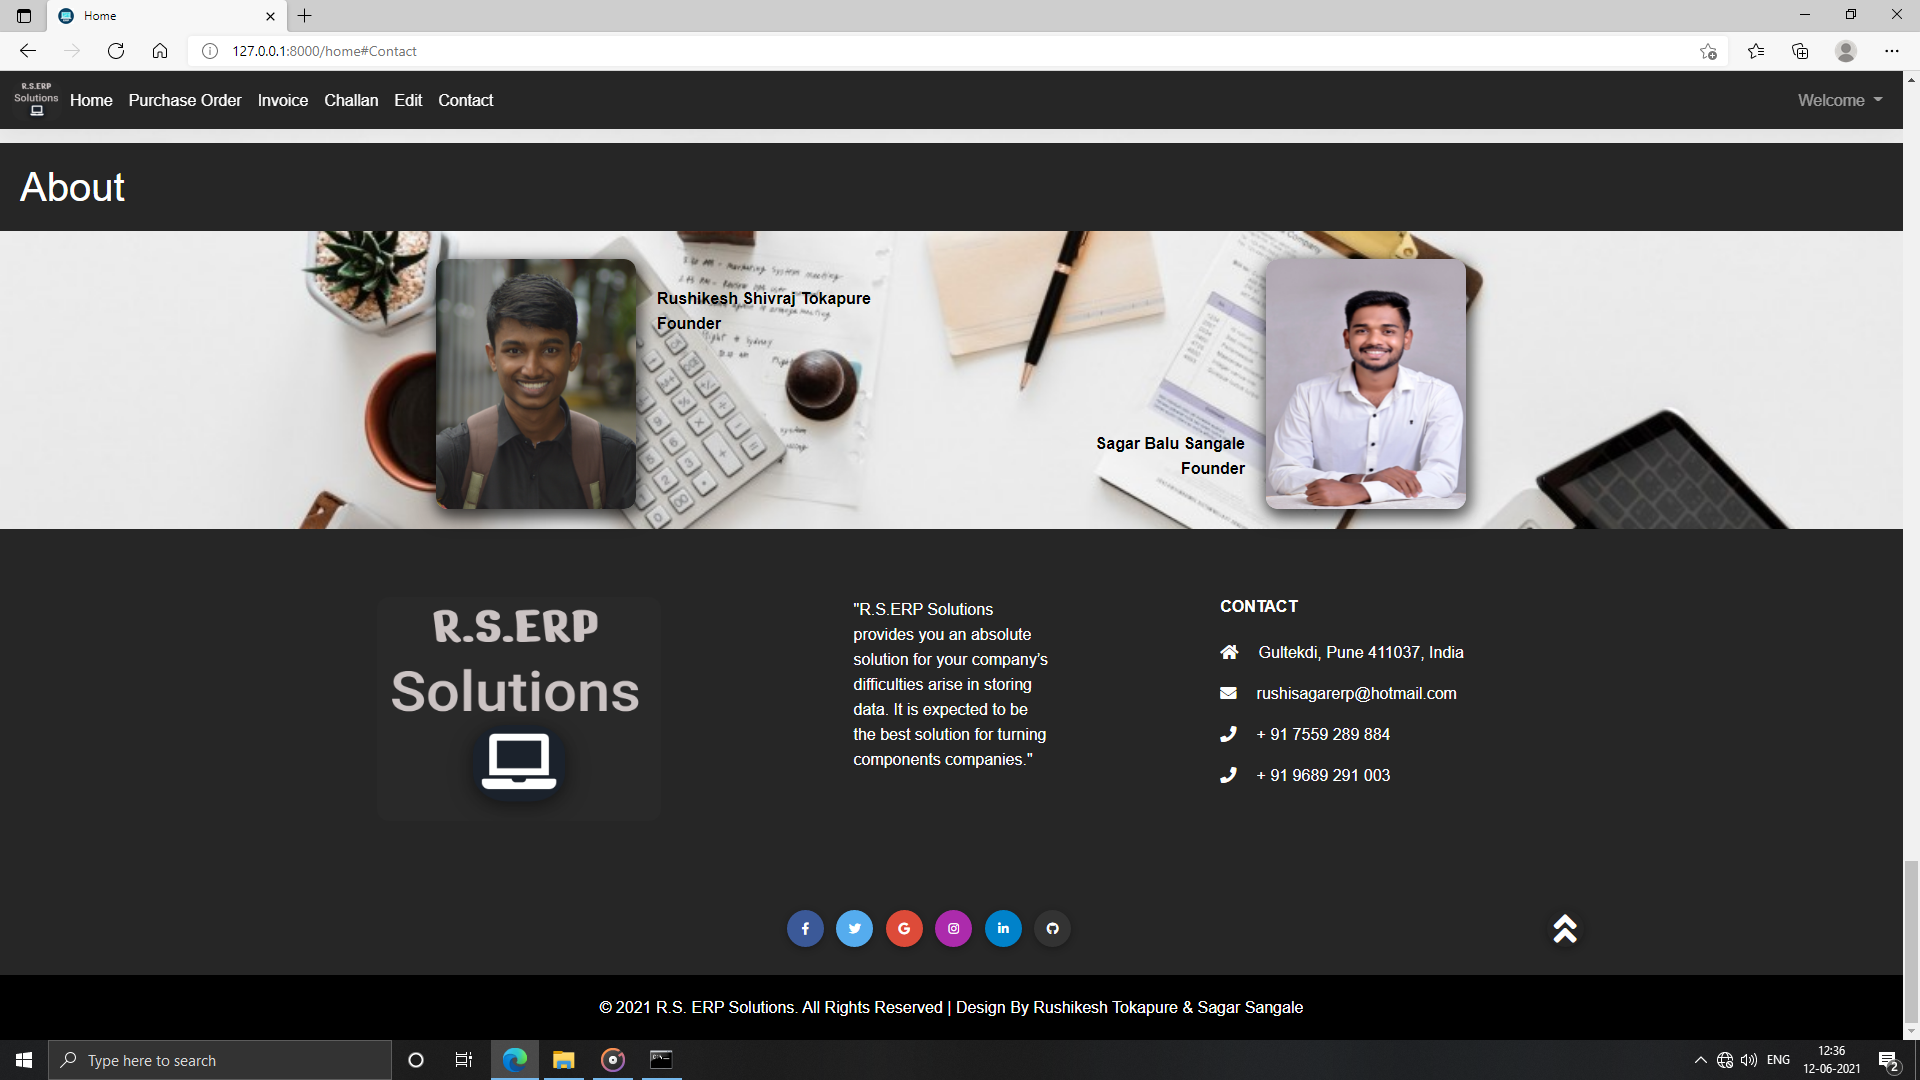 Home
127.0.0.1:8000/home#Contact
R.S.ERP
Solutions
Home Purchase Order Invoice Challan Edit Contact
Welcome
About
Rushikesh Shivraj Tokapure
Founder
Sagar Balu Sangale
Founder
R.S.ERP
Solutions
"R.S.ERP Solutions
provides you an absolute
solution for your company's
difficulties arise in storing
data. It is expected to be
the best solution for turning
components companies."
CONTACT
Gultekdi, Pune 411037, India
rushisagarerp@hotmail.com
+ 91 7559 289 884
+ 91 9689 291 003
© 2021 R.S. ERP Solutions. All Rights Reserved | Design By Rushikesh Tokapure & Sagar Sangale
Type here to search
ENG
12:36
12-06-2021
2